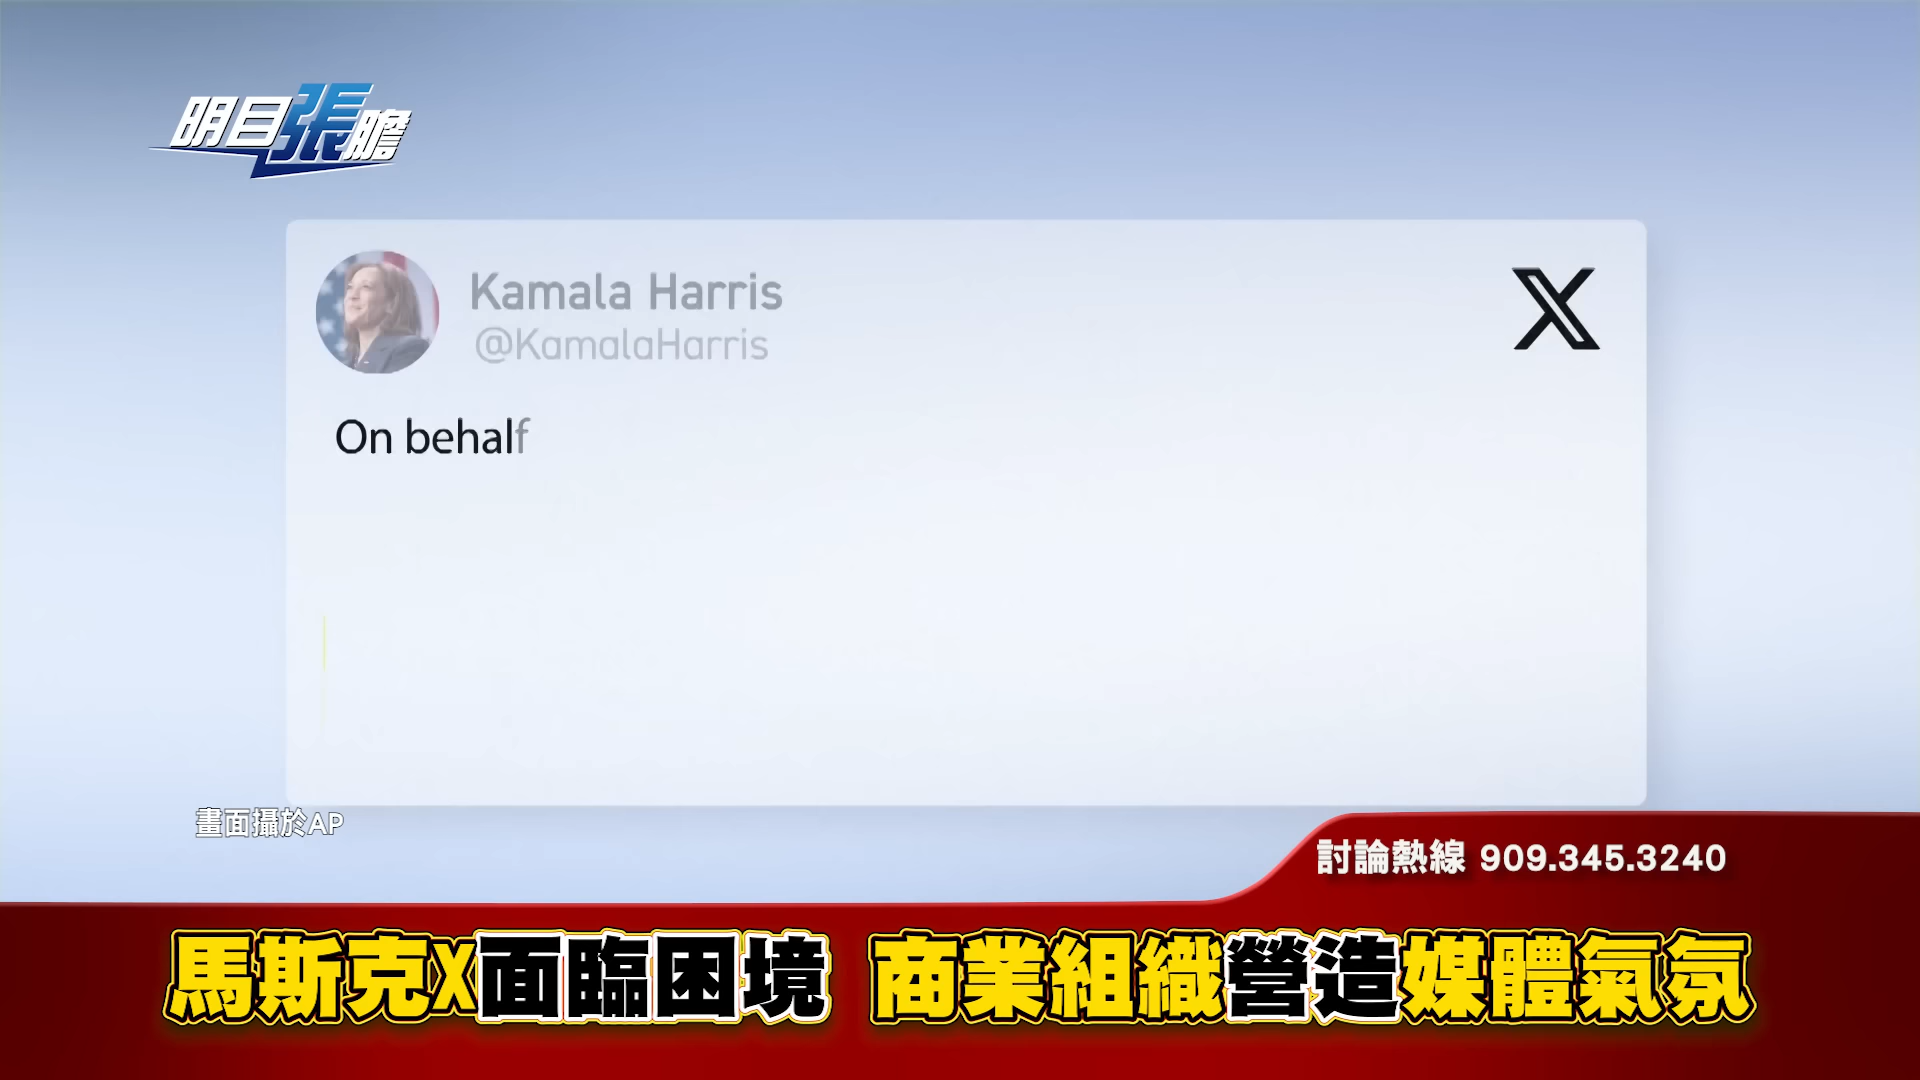 明目張膽
Kamala Harris
@KamalaHarris
X
On behalf
畫面攝於AP
討論熱線 909.345.3240
馬斯克X面臨困境 商業組織營造媒體氣氛